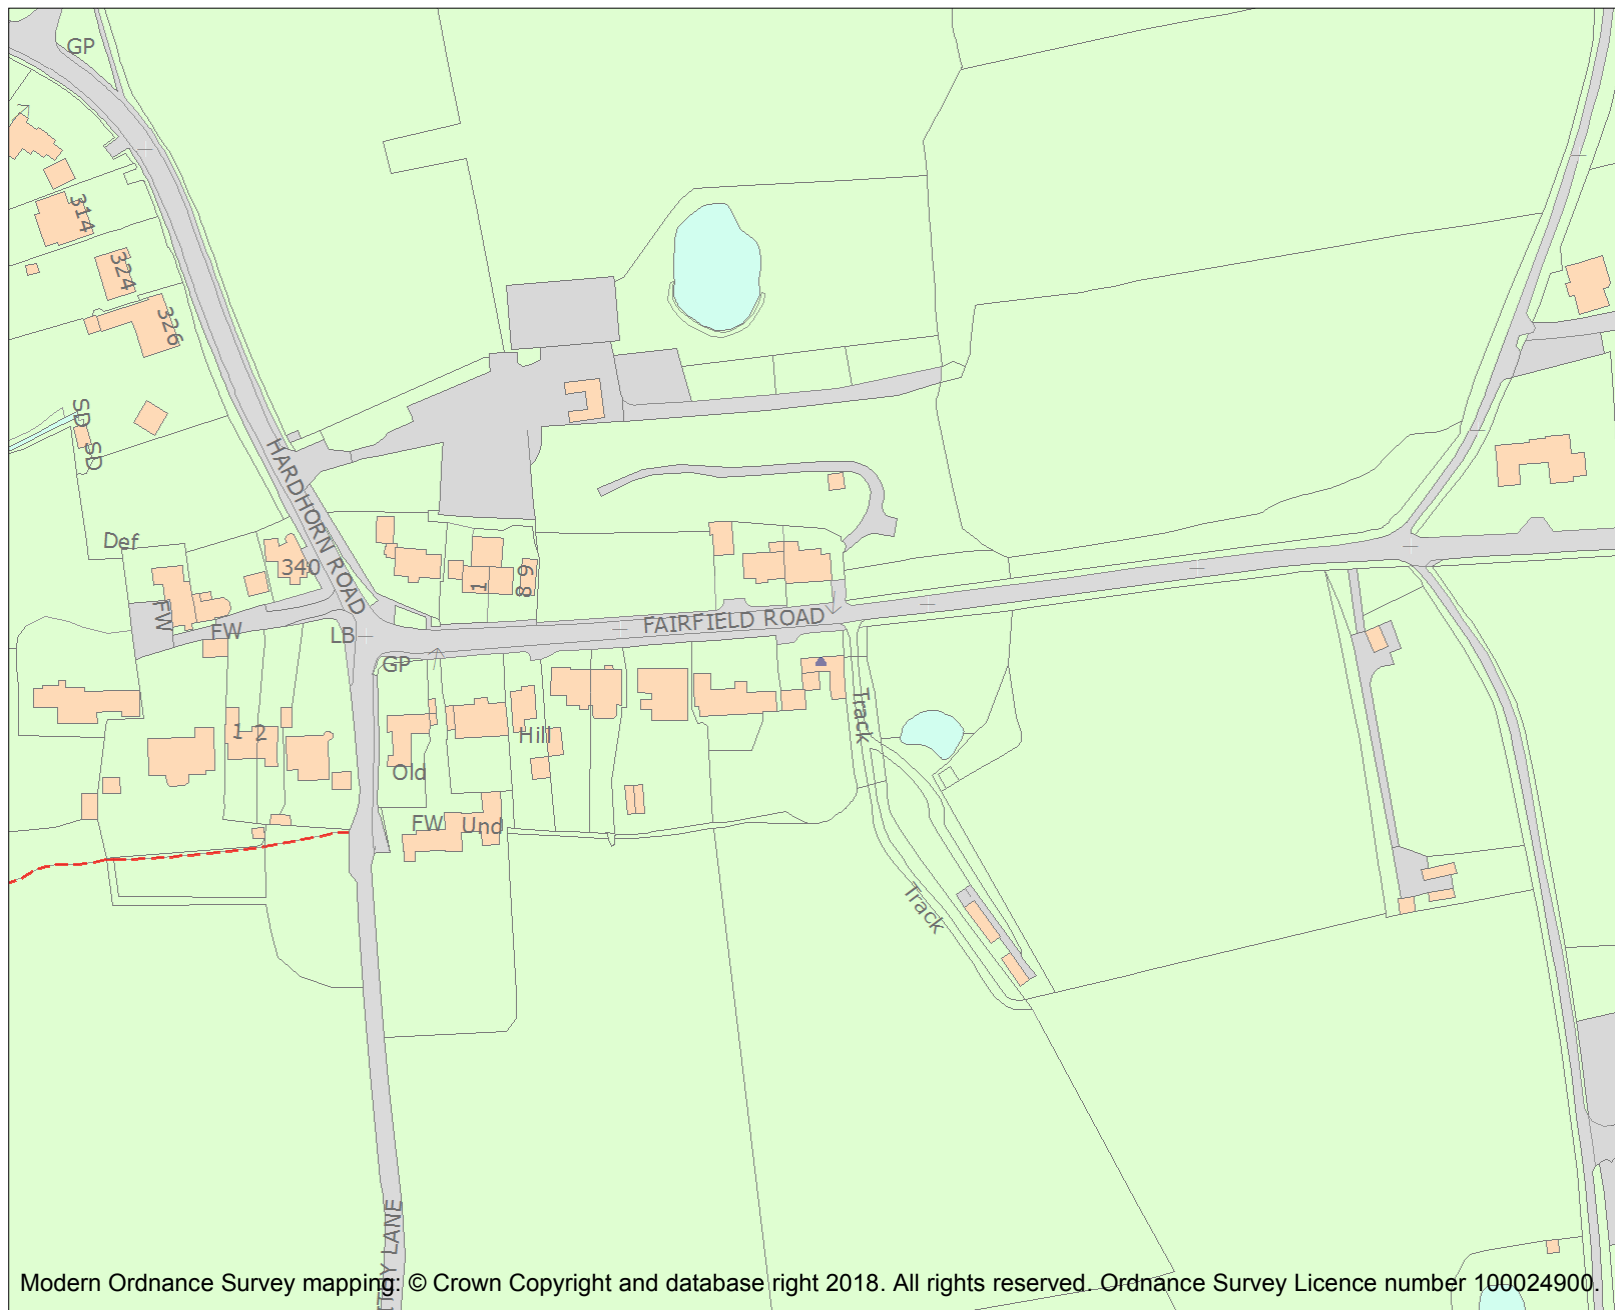 GP
314
324
326
SD
SD
HARDHORN ROAD
Def
340
FW
FW
LB
GP
1
6
8
FAIRFIELD ROAD
Track
1
2
Hill
Old
FW
Und
Track
LANE
Modern Ordnance Survey mapping: © Crown Copyright and database right 2018. All rights reserved. Ordnance Survey Licence number 100024900.